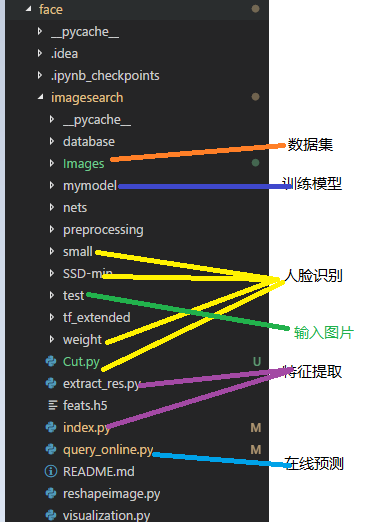 face
__pycache__
.idea
.ipynb_checkpoints
imagesearch
__pycache__
database
Images
数据集
mymodel
训练模型
nets
preprocessing
small
SSD-min
人脸识别
test
输入图片
tf_extended
weight
Cut.py U
extract_res.py
特征提取
feats.h5
index.py M
query_online.py M
在线预测
README.md
reshapeimage.py
visualization.py